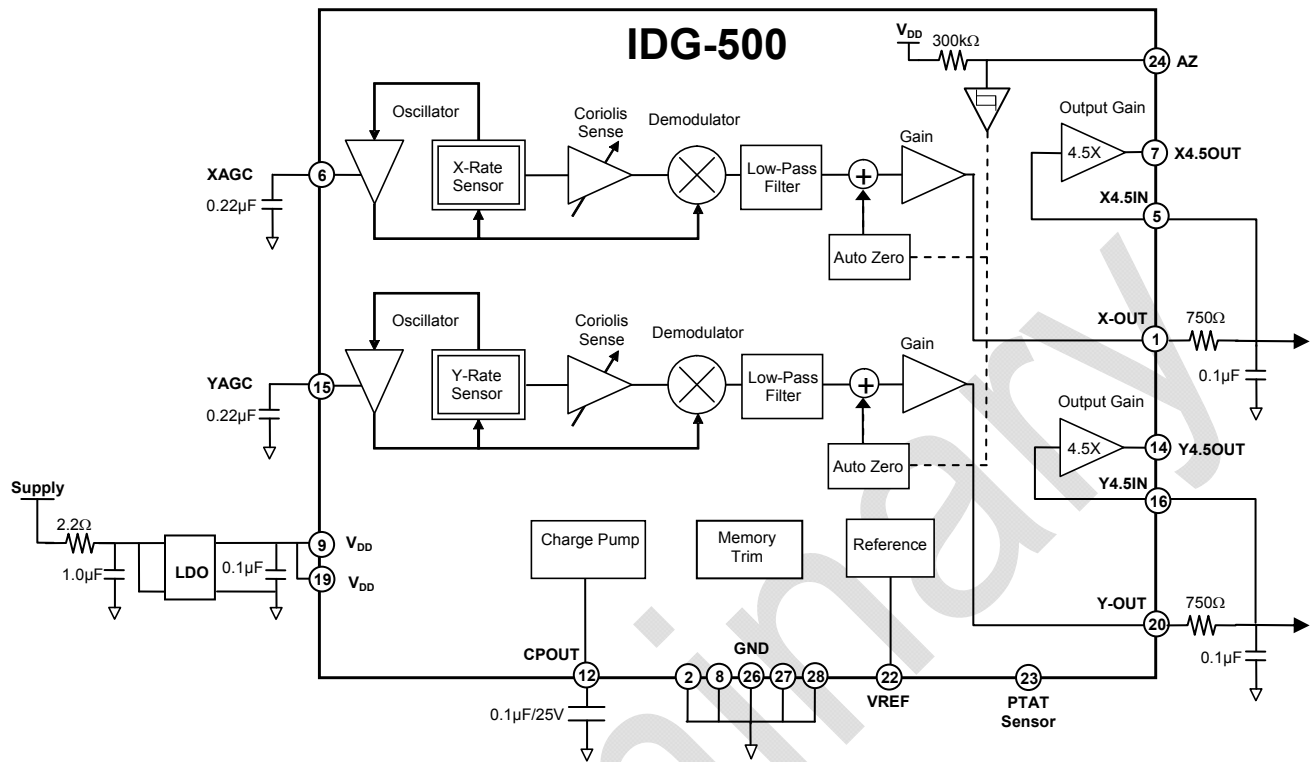 IDG-500
VDD
300kΩ
24
AZ
Oscillator
Coriolis
Sense
Demodulator
Gain
Output Gain
4.5X
7
X4.5OUT
XAGC
6
0.22µF
X-Rate
Sensor
Low-Pass
Filter
+
X4.5IN
5
Auto Zero
X-OUT
1
750Ω
0.1µF
Oscillator
Coriolis
Sense
Demodulator
Gain
YAGC
15
0.22µF
Y-Rate
Sensor
Low-Pass
Filter
+
Auto Zero
Output Gain
4.5X
14
Y4.5OUT
Y4.5IN
16
Supply
2.2Ω
1.0µF
LDO
0.1µF
9
VDD
19
VDD
Charge Pump
Memory
Trim
Reference
Y-OUT
20
750Ω
0.1µF
CPOUT
12
0.1µF/25V
GND
2
8
26
27
28
22
VREF
23
PTAT
Sensor
inary